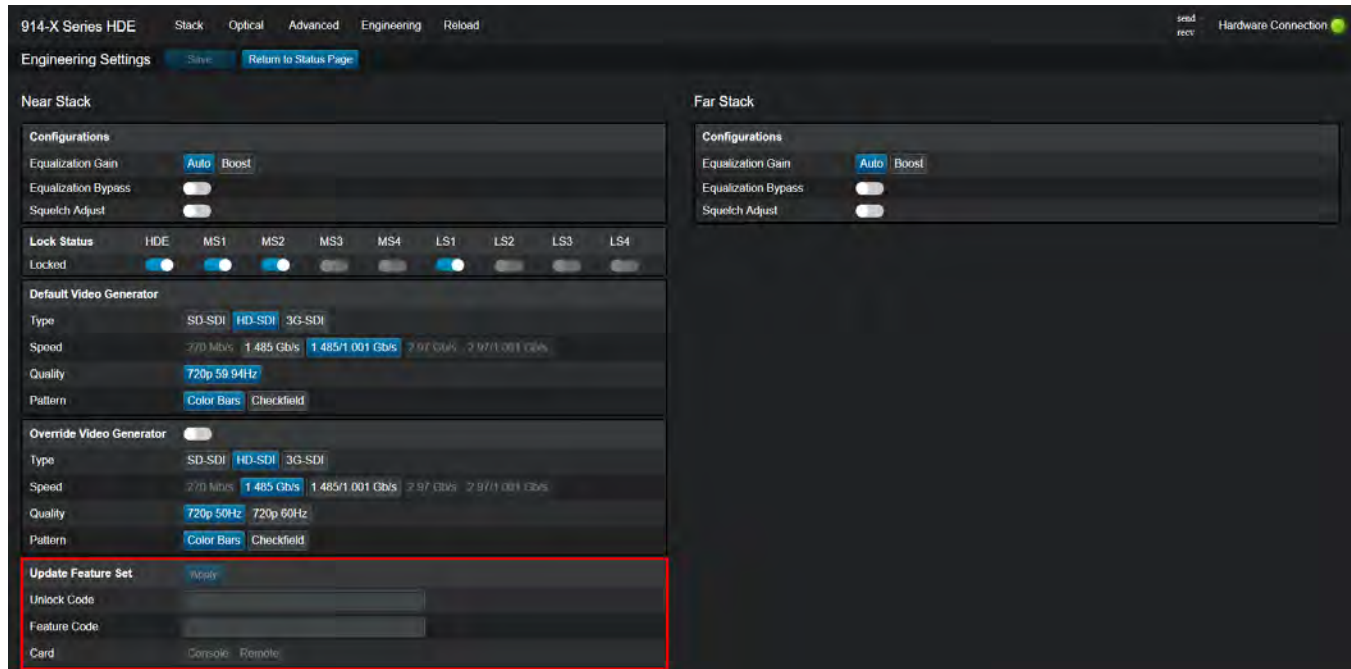 914-X Series HDE Stack Optical Advanced Engineering Reload send recv Hardware Connection
Engineering Settings Save Return to Status Page
Near Stack
Configurations
Equalization Gain Auto Boost
Equalization Bypass
Squelch Adjust
Lock Status HDE MS1 MS2 MS3 MS4 LS1 LS2 LS3 LS4
Locked
Default Video Generator
Type SD-SDI HD-SDI 3G-SDI
Speed 270 Mb/s 1.485 Gb/s 1.485/1.001 Gb/s 2.97 Gb/s 2.97/1.001 Gb/s
Quality 720p 59.94Hz
Pattern Color Bars Checkfield
Override Video Generator
Type SD-SDI HD-SDI 3G-SDI
Speed 270 Mb/s 1.485 Gb/s 1.485/1.001 Gb/s 2.97 Gb/s 2.97/1.001 Gb/s
Quality 720p 50Hz 720p 60Hz
Pattern Color Bars Checkfield
Update Feature Set Apply
Unlock Code
Feature Code
Card Console Remote
Far Stack
Configurations
Equalization Gain Auto Boost
Equalization Bypass
Squelch Adjust